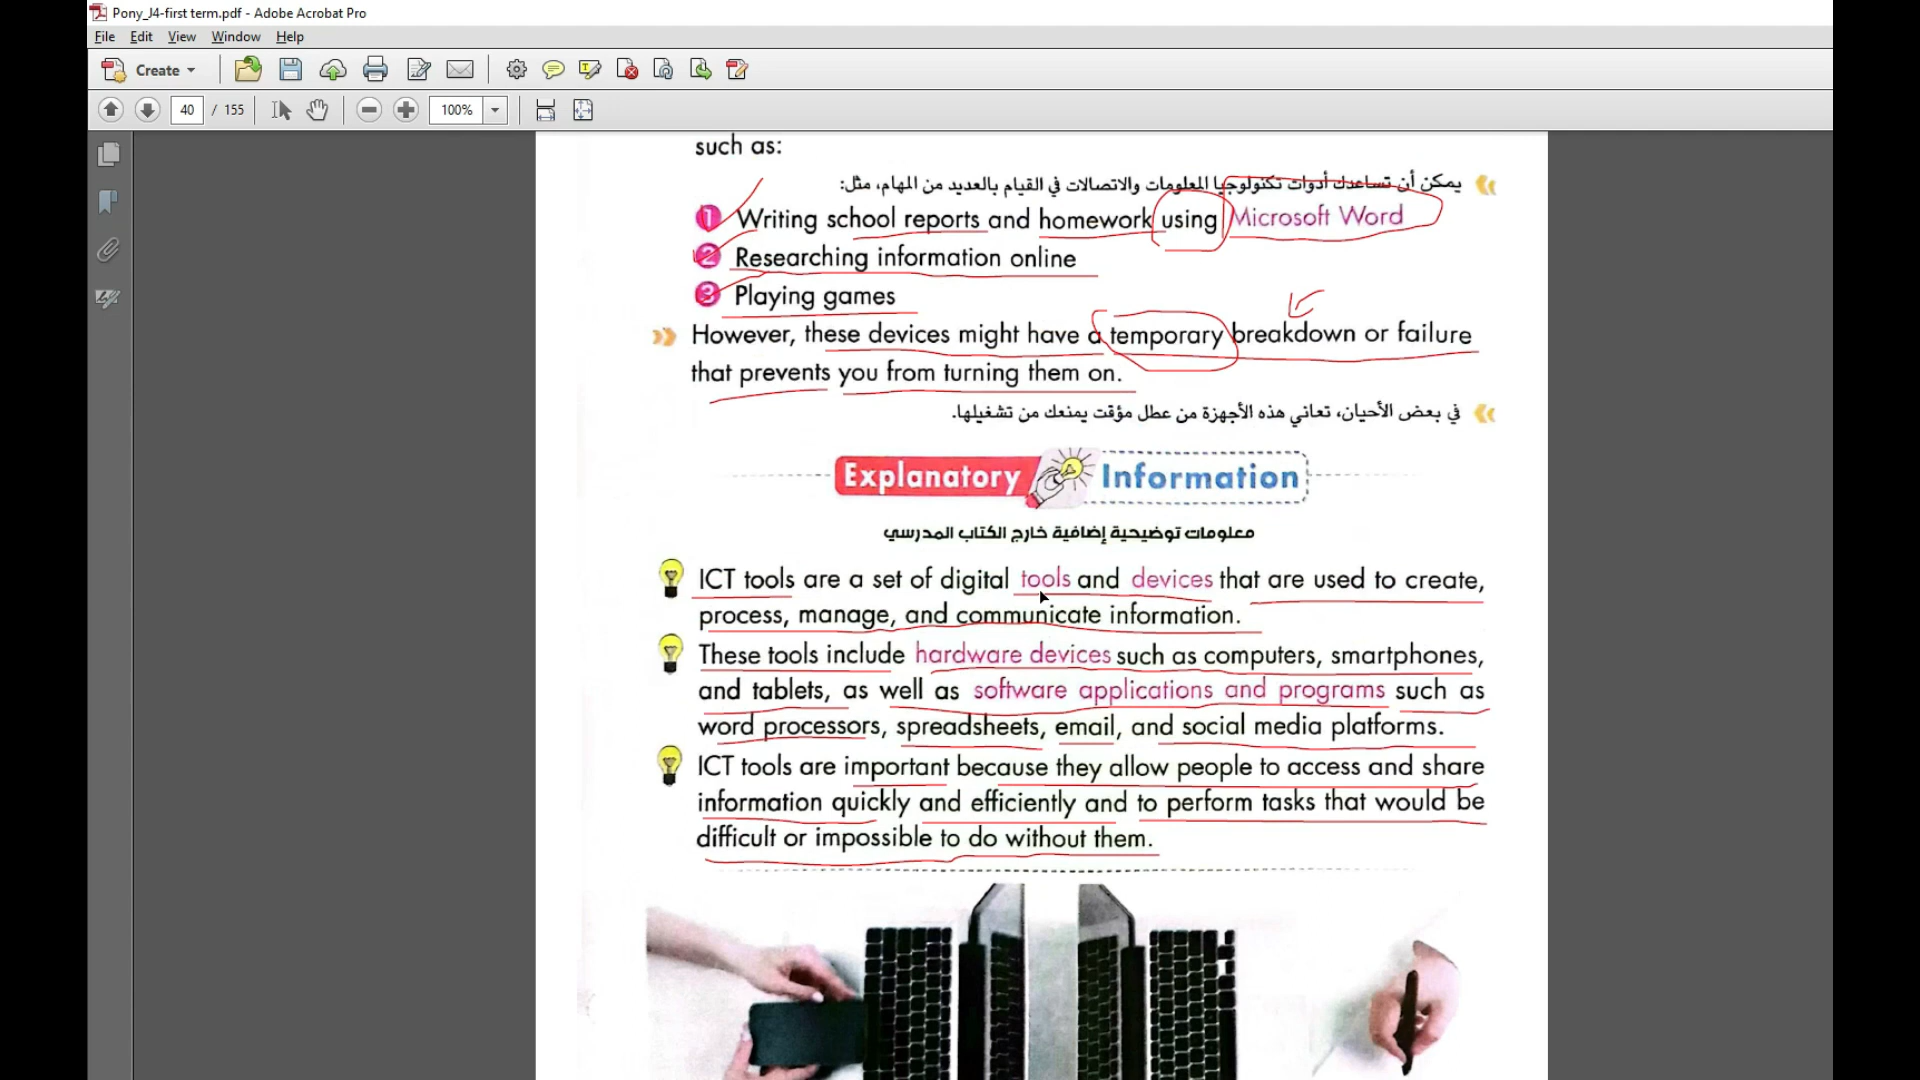 Pony_J4-first term.pdf - Adobe Acrobat Pro
File Edit View Window Help
Create
40 / 155 100%
such as:
يمكن أن تساعدك أدوات تكنولوجيا المعلومات والاتصالات في القيام بالعديد من المهام، مثل:
1 Writing school reports and homework using Microsoft Word
2 Researching information online
3 Playing games
However, these devices might have a temporary breakdown or failure
that prevents you from turning them on.
في بعض الأحيان، تعاني هذه الأجهزة من عطل مؤقت يمنعك من تشغيلها.
Explanatory Information
معلومات توضيحية إضافية خارج الكتاب المدرسي
ICT tools are a set of digital tools and devices that are used to create,
process, manage, and communicate information.
These tools include hardware devices such as computers, smartphones,
and tablets, as well as software applications and programs such as
word processors, spreadsheets, email, and social media platforms.
ICT tools are important because they allow people to access and share
information quickly and efficiently and to perform tasks that would be
difficult or impossible to do without them.